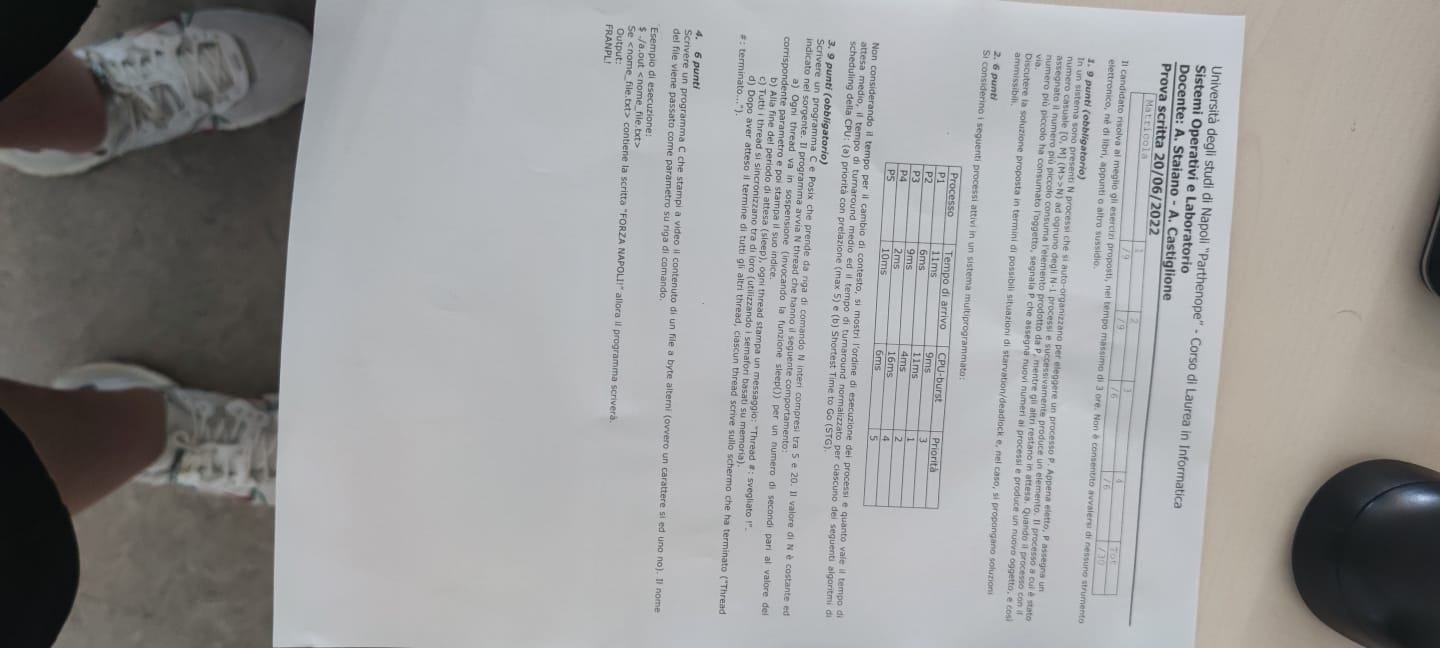 Università degli studi di Napoli "Parthenope" - Corso di Laurea in Informatica
Sistemi Operativi e Laboratorio
Docente: A. Staiano - A. Castiglione
Prova scritta 20/06/2022
Matricola 1 2 3 4 Tot
/9 /9 /6 /6 /30
Il candidato risolva al meglio gli esercizi proposti, nel tempo massimo di 3 ore. Non è consentito avvalersi di nessuno strumento
elettronico, né di libri, appunti o altro sussidio.
1. 9 punti (obbligatorio)
In un sistema sono presenti N processi che si auto-organizzano per eleggere un processo P. Appena eletto, P assegna un
numero casuale [0, M] (M>>N) ad ognuno degli N-1 processi e successivamente produce un elemento. Il processo a cui è stato
assegnato il numero più piccolo consuma l'elemento prodotto da P, mentre gli altri restano in attesa. Quando il processo con il
numero più piccolo ha consumato l'oggetto, segnala P che assegna nuovi numeri ai processi e produce un nuovo oggetto, e così
via.
Discutere la soluzione proposta in termini di possibili situazioni di starvation/deadlock e, nel caso, si propongano soluzioni
ammissibili.
2. 6 punti
Si considerino i seguenti processi attivi in un sistema multiprogrammato:
Processo Tempo di arrivo CPU-burst Priorità
P1 11ms 9ms 3
P2 6ms 11ms 1
P3 9ms 4ms 2
P4 2ms 16ms 4
P5 10ms 6ms 5
Non considerando il tempo per il cambio di contesto, si mostri l'ordine di esecuzione dei processi e quanto vale il tempo di
attesa medio, il tempo di turnaround medio ed il tempo di turnaround normalizzato per ciascuno dei seguenti algoritmi di
scheduling della CPU: (a) priorità con prelazione (max 5) e (b) Shortest Time to Go (STG).
3. 9 punti (obbligatorio)
Scrivere un programma C e Posix che prende da riga di comando N interi compresi tra 5 e 20. Il valore di N è costante ed
indicato nel sorgente. Il programma avvia N thread che hanno il seguente comportamento:
a) Ogni thread va in sospensione (invocando la funzione sleep()) per un numero di secondi pari al valore del
corrispondente parametro e poi stampa il suo indice.
b) Alla fine del periodo di attesa (sleep), ogni thread stampa un messaggio: "Thread #: svegliato !".
c) Tutti i thread si sincronizzano tra di loro (utilizzando i semafori basati su memoria).
d) Dopo aver atteso il termine di tutti gli altri thread, ciascun thread scrive sullo schermo che ha terminato ("Thread
#: terminato...").
4. 6 punti
Scrivere un programma C che stampi a video il contenuto di un file a byte alterni (ovvero un carattere si ed uno no). Il nome
del file viene passato come parametro su riga di comando.
Esempio di esecuzione:
$ ./a.out <nome_file.txt>
Se <nome_file.txt> contiene la scritta "FORZA NAPOLI!" allora il programma scriverà.
Output:
FRANPL!